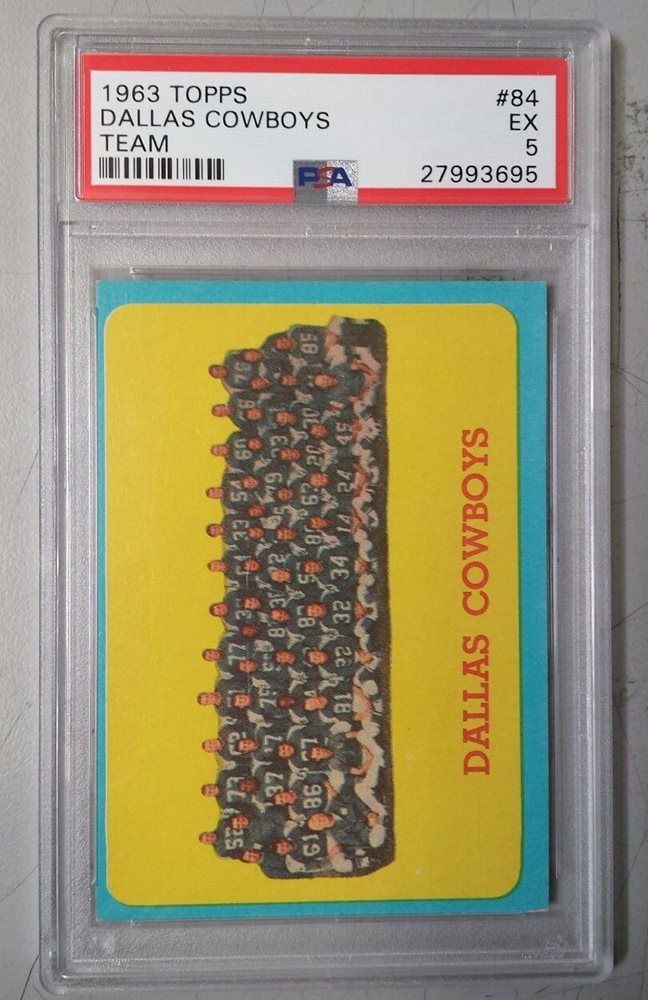 1963 TOPPS #84
DALLAS COWBOYS EX
TEAM 5
PSA 27993695
DALLAS COWBOYS